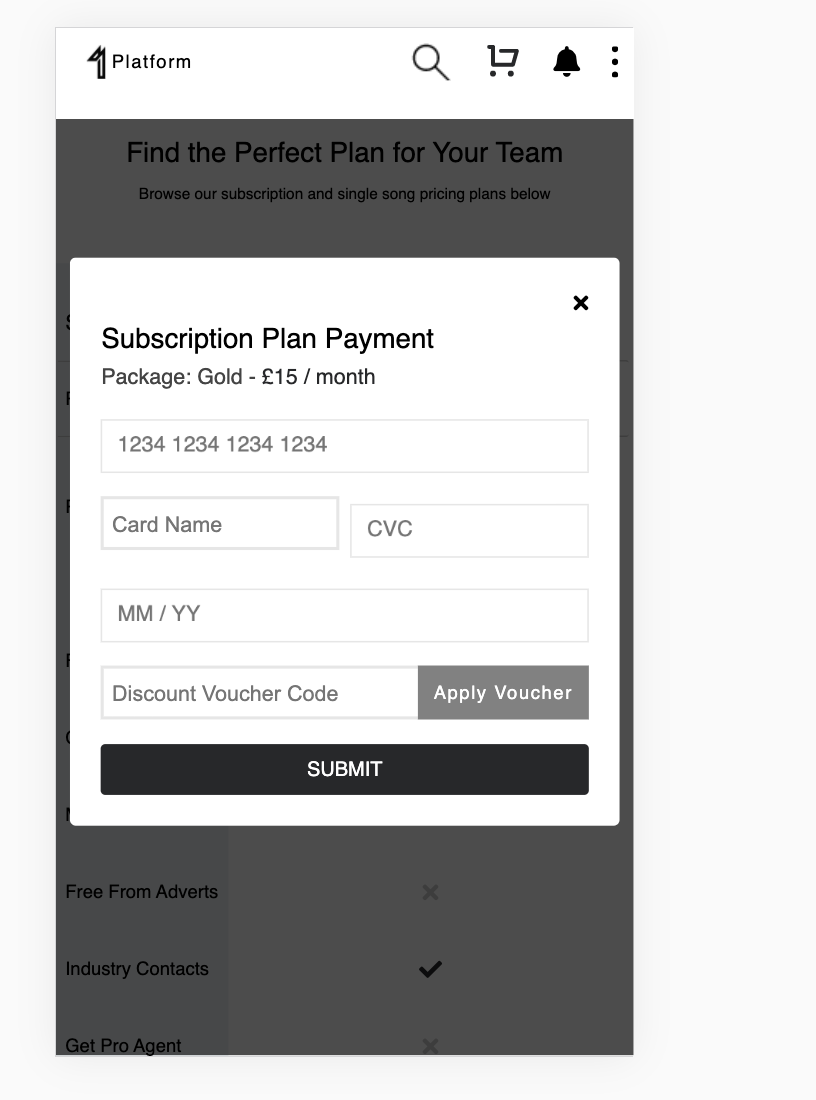 Platform
Find the Perfect Plan for Your Team
Browse our subscription and single song pricing plans below
Subscription Plan Payment
Package: Gold - £15 / month
1234 1234 1234 1234
Card Name
CVC
MM / YY
Discount Voucher Code
Apply Voucher
SUBMIT
Free From Adverts
Industry Contacts
Get Pro Agent